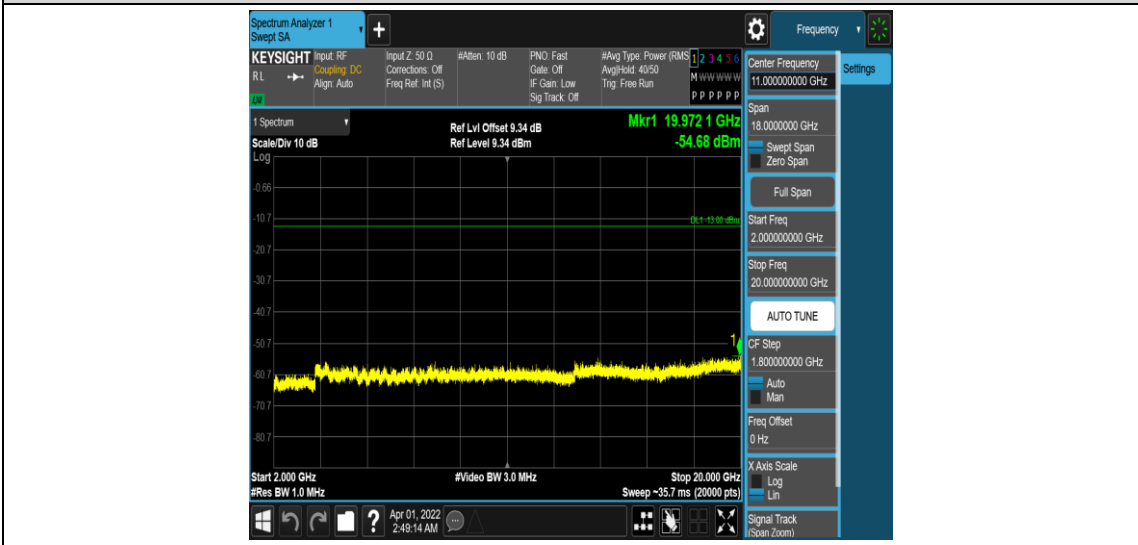 Spectrum Analyzer 1
Swept SA
+
Frequency
KEYSIGHT
RL
LXI
Input: RF
Coupling: DC
Align: Auto
Input Z: 50 Ω
Corrections: Off
Freq Ref: Int (S)
#Atten: 10 dB
PNO: Fast
Gate: Off
IF Gain: Low
Sig Track: Off
#Avg Type: Power (RMS
Avg|Hold: 40/50
Trig: Free Run
1 2 3 4 5 6
M W W W W W
P P P P P P
Center Frequency
11.000000000 GHz
Settings
Span
18.0000000 GHz
Swept Span
Zero Span
Full Span
Start Freq
2.000000000 GHz
Stop Freq
20.000000000 GHz
AUTO TUNE
CF Step
1.800000000 GHz
Auto
Man
Freq Offset
0 Hz
X Axis Scale
Log
Lin
Signal Track
(Span Zoom)
1 Spectrum
Scale/Div 10 dB
Log
Ref Lvl Offset 9.34 dB
Ref Level 9.34 dBm
Mkr1 19.972 1 GHz
-54.68 dBm
-0.66
-10.7
DL1 -13.00 dBm
-20.7
-30.7
-40.7
-50.7
1
-60.7
-70.7
-80.7
Start 2.000 GHz
#Res BW 1.0 MHz
#Video BW 3.0 MHz
Stop 20.000 GHz
Sweep ~35.7 ms (20000 pts)
?
Apr 01, 2022
2:49:14 AM